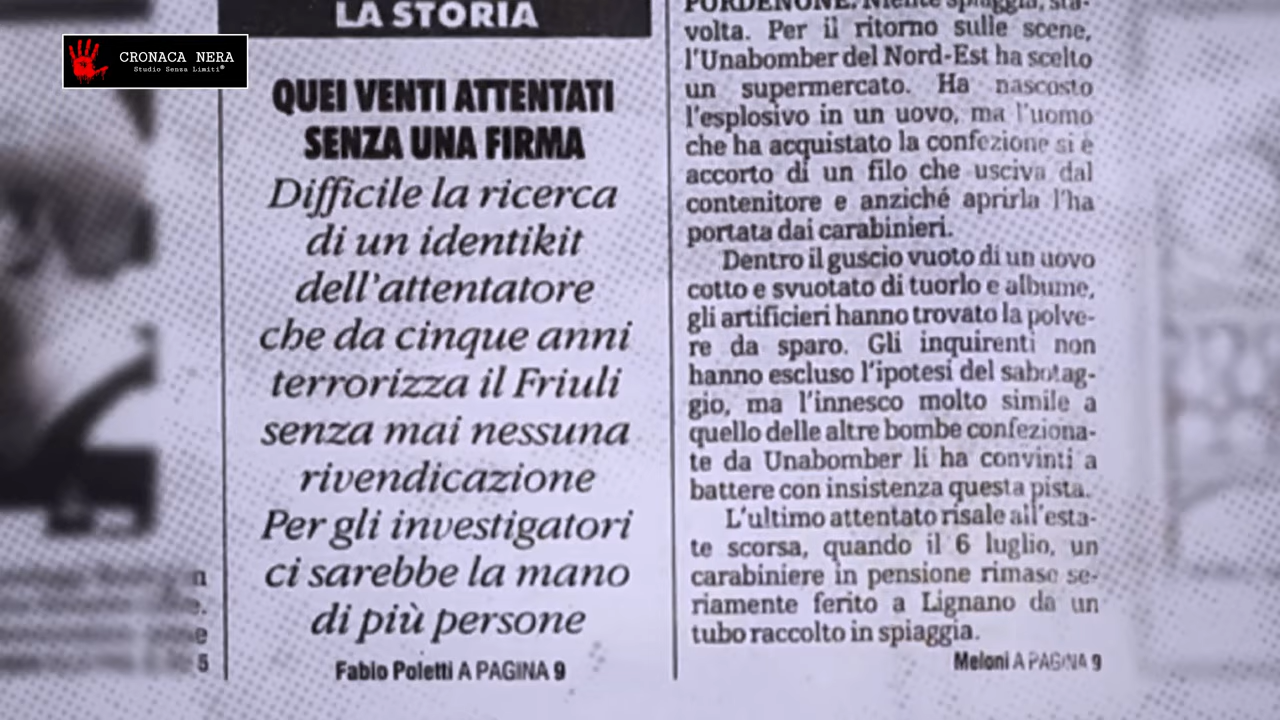 CRONACA NERA
Studio Senza Limiti®
LA STORIA
QUEI VENTI ATTENTATI
SENZA UNA FIRMA
Difficile la ricerca
di un identikit
dell'attentatore
che da cinque anni
terrorizza il Friuli
senza mai nessuna
rivendicazione
Per gli investigatori
ci sarebbe la mano
di più persone
Fabio Poletti A PAGINA 9
PORDENONE. Niente spiaggia, sta-
volta. Per il ritorno sulle scene,
l'Unabomber del Nord-Est ha scelto
un supermercato. Ha nascosto
l'esplosivo in un uovo, ma l'uomo
che ha acquistato la confezione si è
accorto di un filo che usciva dal
contenitore e anziché aprirla l'ha
portata dai carabinieri.
Dentro il guscio vuoto di un uovo
cotto e svuotato di tuorlo e albume,
gli artificieri hanno trovato la polve-
re da sparo. Gli inquirenti non
hanno escluso l'ipotesi del sabotag-
gio, ma l'innesco molto simile a
quello delle altre bombe confeziona-
te da Unabomber li ha convinti a
battere con insistenza questa pista.
L'ultimo attentato risale all'esta-
te scorsa, quando il 6 luglio, un
carabiniere in pensione rimase se-
riamente ferito a Lignano da un
tubo raccolto in spiaggia.
Meloni A PAGINA 9
n
e.
e
5